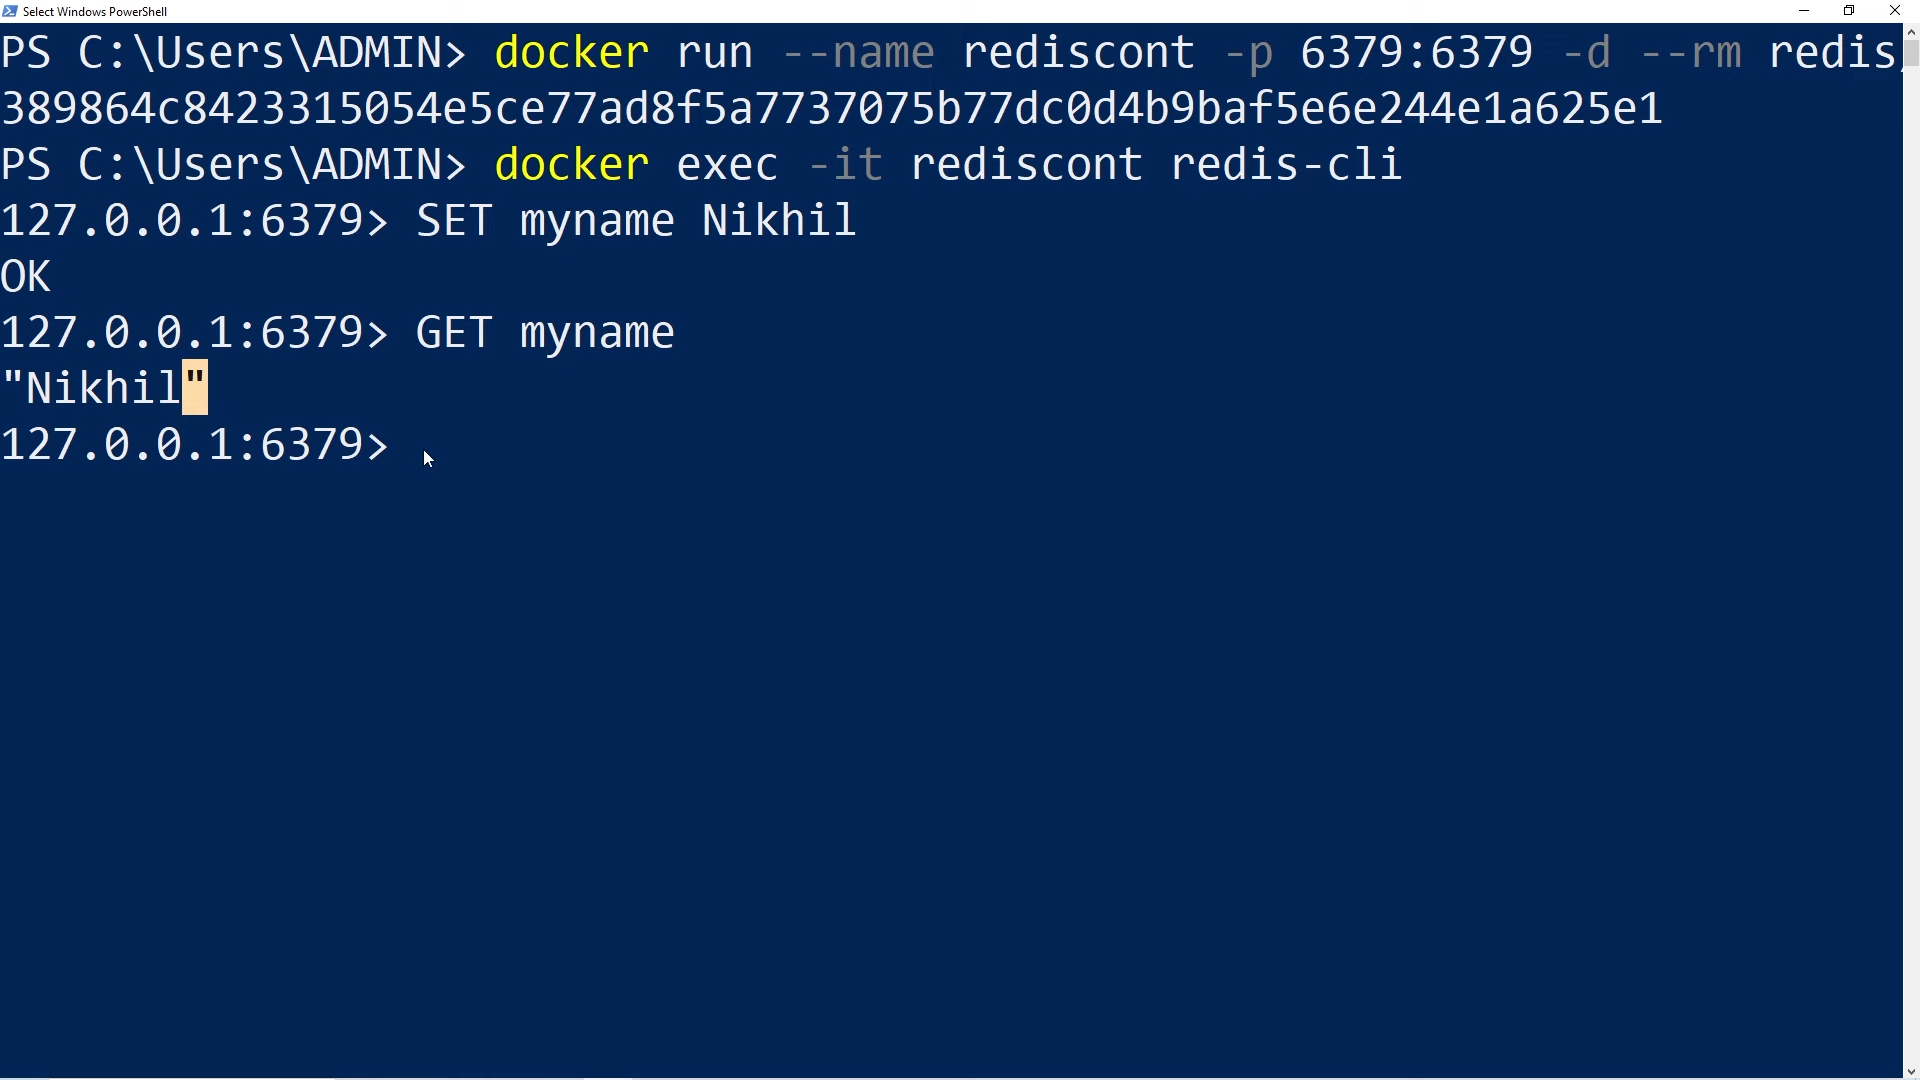 Select Windows PowerShell
PS C:\Users\ADMIN> docker run --name rediscont -p 6379:6379 -d --rm redis
389864c8423315054e5ce77ad8f5a7737075b77dc0d4b9baf5e6e244e1a625e1
PS C:\Users\ADMIN> docker exec -it rediscont redis-cli
127.0.0.1:6379> SET myname Nikhil
OK
127.0.0.1:6379> GET myname
"Nikhil"
127.0.0.1:6379>